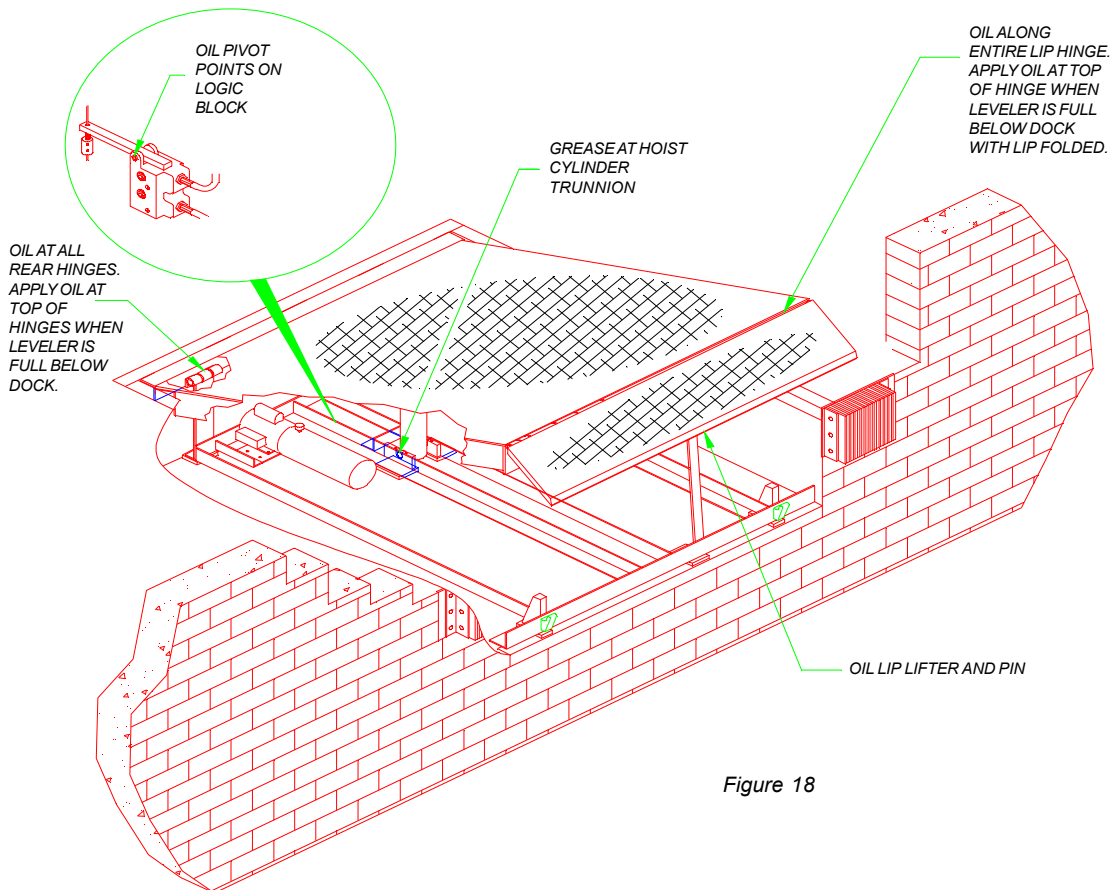 OIL PIVOT
POINTS ON
LOGIC
BLOCK
OIL ALONG
ENTIRE LIP HINGE.
APPLY OIL AT TOP
OF HINGE WHEN
LEVELER IS FULL
BELOW DOCK
WITH LIP FOLDED.
GREASE AT HOIST
CYLINDER
TRUNNION
OIL AT ALL
REAR HINGES.
APPLY OIL AT
TOP OF
HINGES WHEN
LEVELER IS
FULL BELOW
DOCK.
OIL LIP LIFTER AND PIN
Figure 18